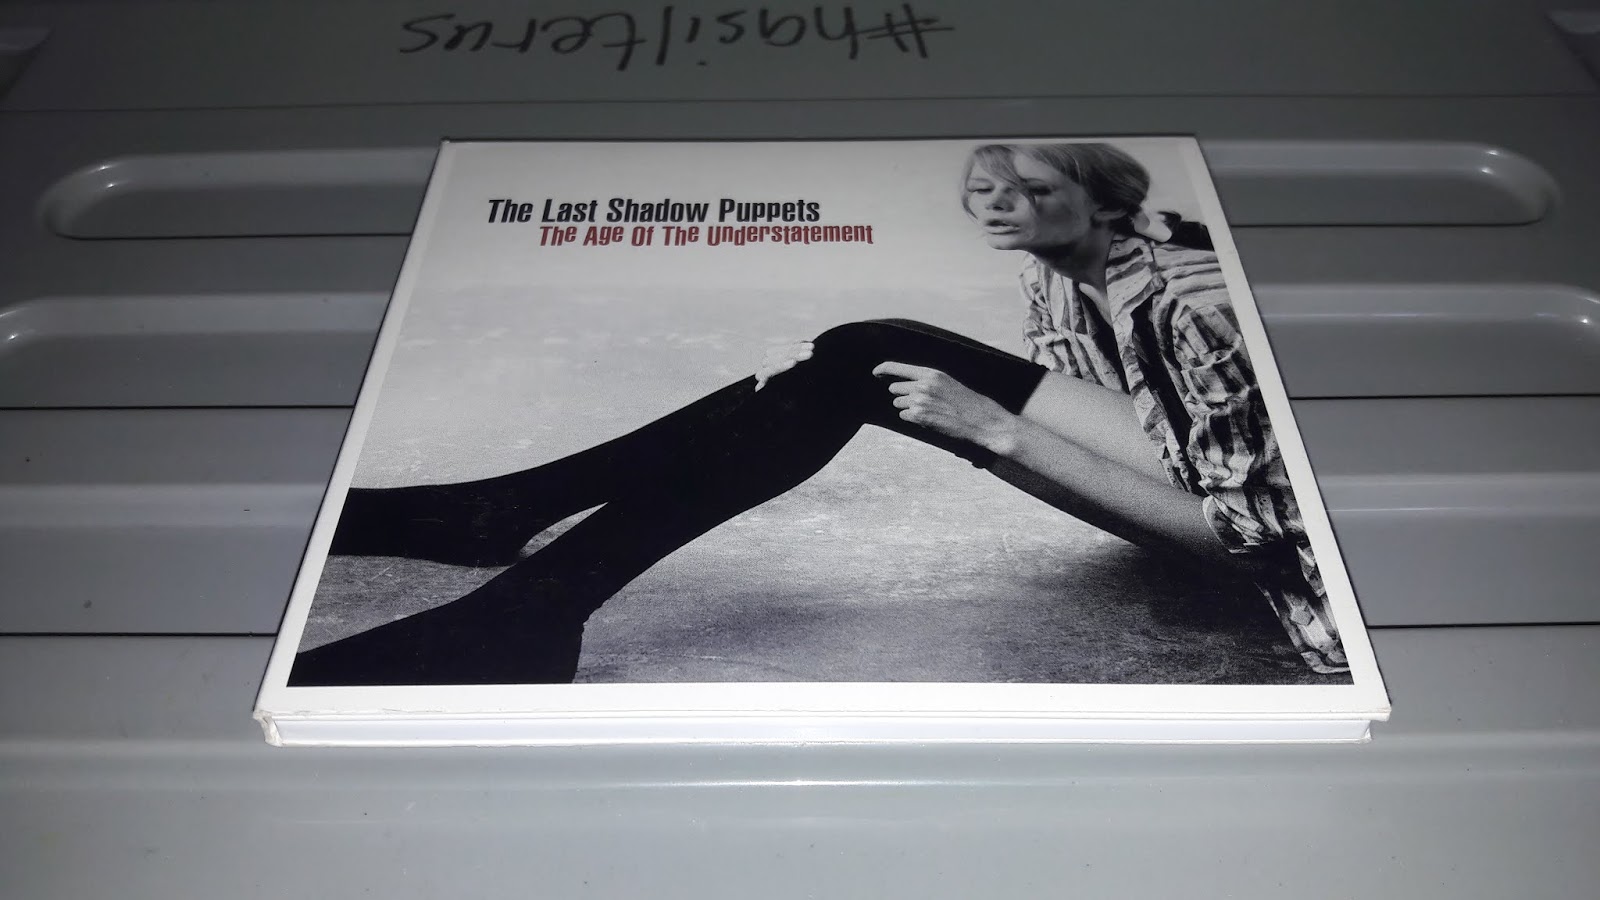 #hasilterus
The Last Shadow Puppets
The Age Of The Understatement